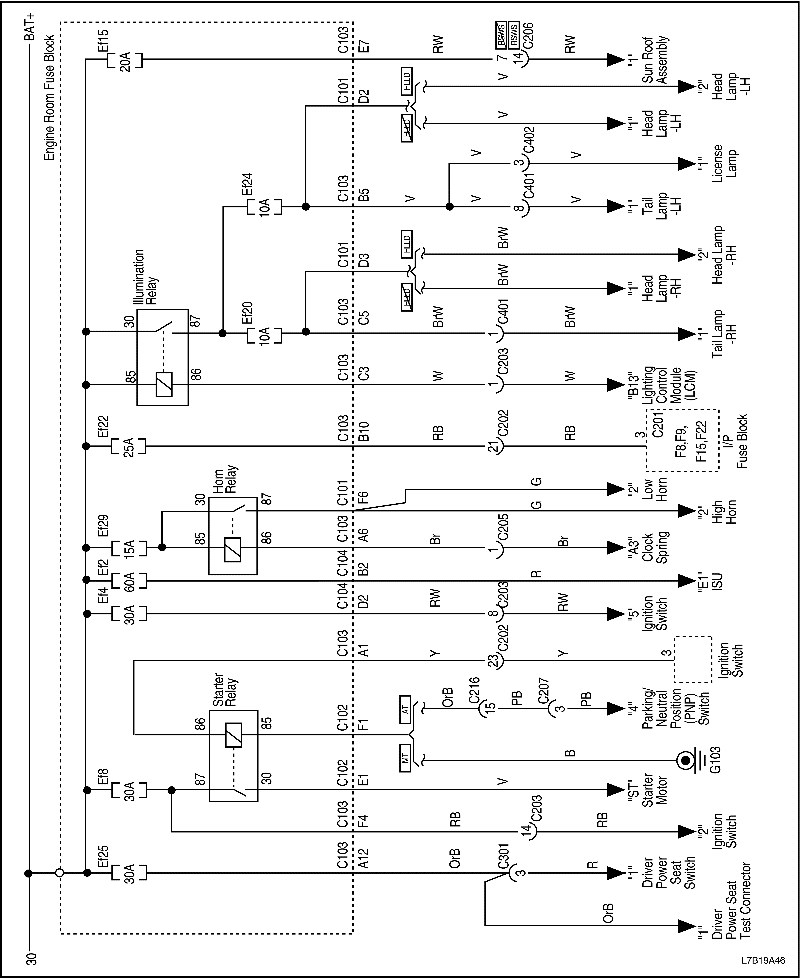 BAT+
30
Engine Room Fuse Block
Ef15
20A
C103
E7
RW
7
BSWS
RSWS
14
C206
RW
"1"
Sun Roof
Assembly
C101
D2
V
"2"
Head
Lamp
-LH
V
"1"
Head
Lamp
-LH
Ef24
10A
C103
B5
V
V
3
C402
V
"1"
License
Lamp
V
8
C401
V
"1"
Tail
Lamp
-LH
Illumination
Relay
30
87
85
86
C101
D3
BrW
"2"
Head Lamp
-RH
BrW
"1"
Head
Lamp
-RH
Ef20
10A
C103
C5
BrW
1
C401
BrW
"1"
Tail Lamp
-RH
C103
C3
W
1
C203
W
"B13"
Lighting
Control
Module
(LCM)
Ef22
25A
C103
B10
RB
21
C202
RB
3
C201
F8,F9,
F15,F22
I/P
Fuse Block
Horn
Relay
30
87
85
86
C101
F6
G
"2"
Low
Horn
G
"2"
High
Horn
Ef29
15A
C103
A6
Br
1
C205
Br
"A3"
Clock
Spring
Ef2
60A
C104
B2
R
"E1"
ISU
Ef4
30A
C104
D2
RW
8
C203
RW
"5"
Ignition
Switch
C103
A1
Y
23
C202
Y
3
Ignition
Switch
Starter
Relay
86
85
87
30
C102
F1
AT
OrB
C216
15
PB
C207
3
PB
"4"
Parking/
Neutral
Position
(PNP)
Switch
MT
B
G103
Ef8
30A
C102
E1
V
"ST"
Starter
Motor
C103
F4
RB
14
C203
RB
"2"
Ignition
Switch
Ef25
30A
C103
A12
OrB
C301
3
R
"1"
Driver
Power
Seat
Switch
OrB
"1"
Driver
Power Seat
Test Connector
L7B19A46